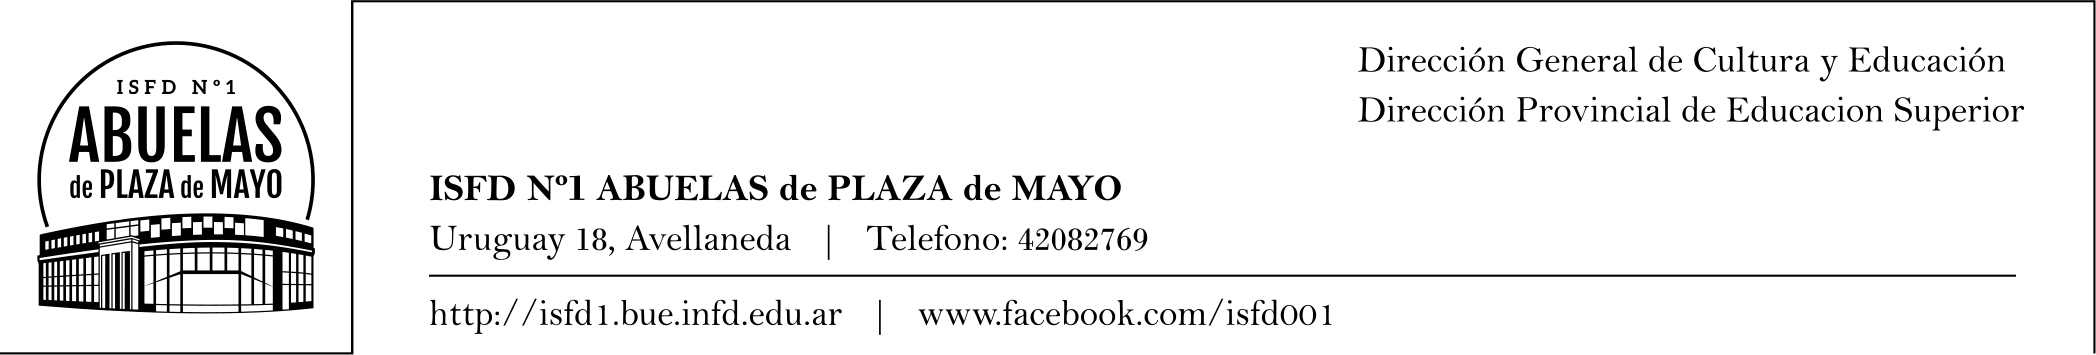 ISFD Nº1
ABUELAS
de PLAZA de MAYO
Dirección General de Cultura y Educación
Dirección Provincial de Educacion Superior
ISFD Nº1 ABUELAS de PLAZA de MAYO
Uruguay 18, Avellaneda | Telefono: 42082769
http://isfd1.bue.infd.edu.ar | www.facebook.com/isfd001